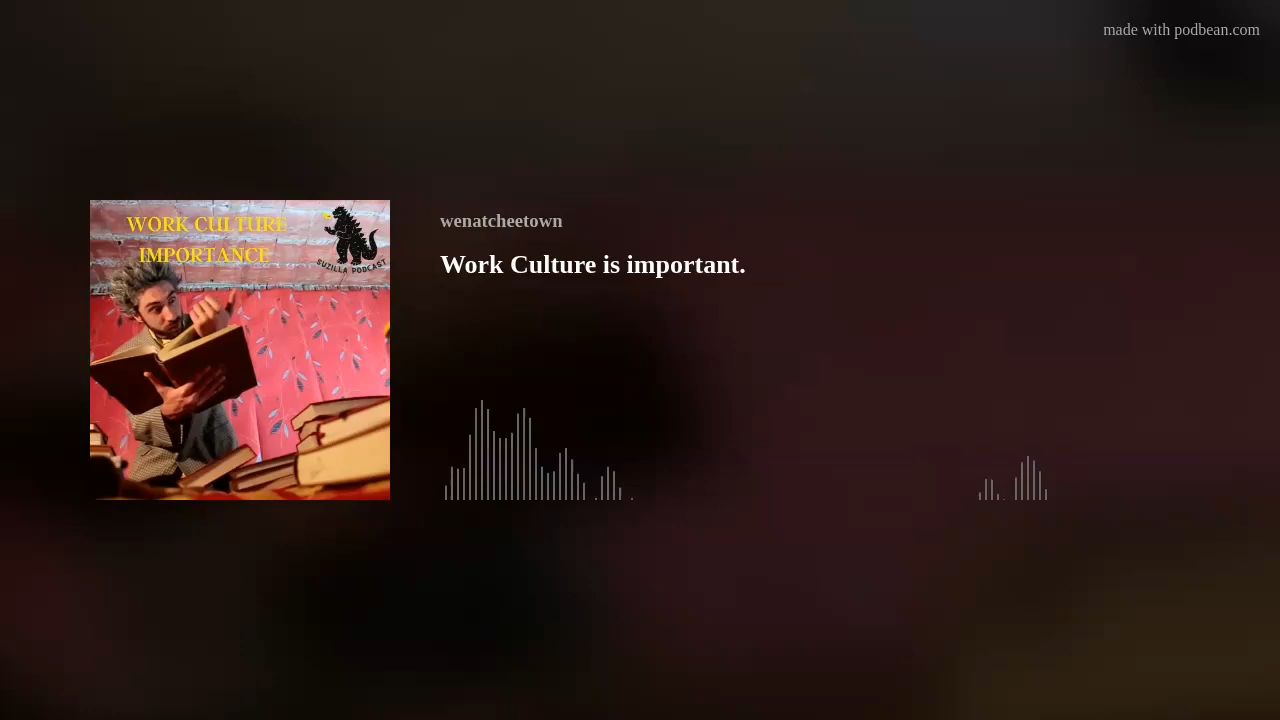 made with podbean.com
WORK CULTURE
IMPORTANCE
SUZILLA PODCAST
wenatcheetown
Work Culture is important.